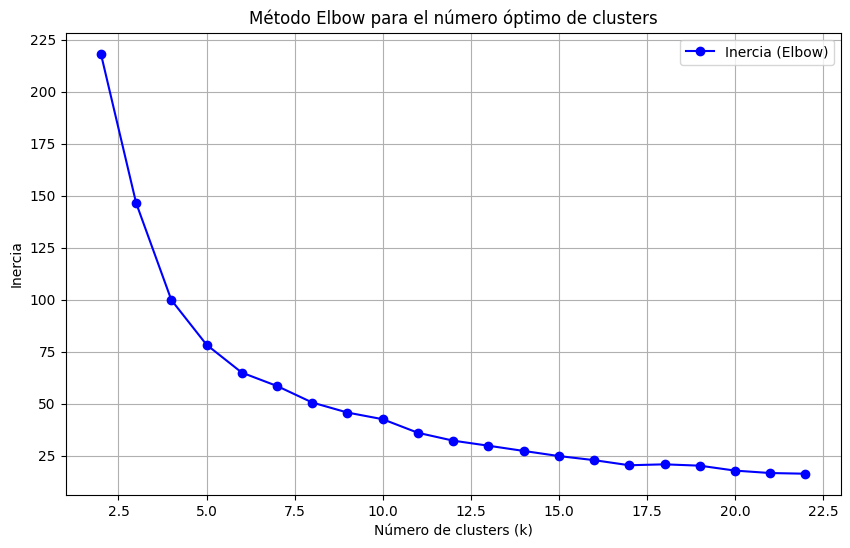 Método Elbow para el número óptimo de clusters
Inercia (Elbow)
225
200
175
150
125
100
75
50
25
Inercia
2.5 5.0 7.5 10.0 12.5 15.0 17.5 20.0 22.5
Número de clusters (k)